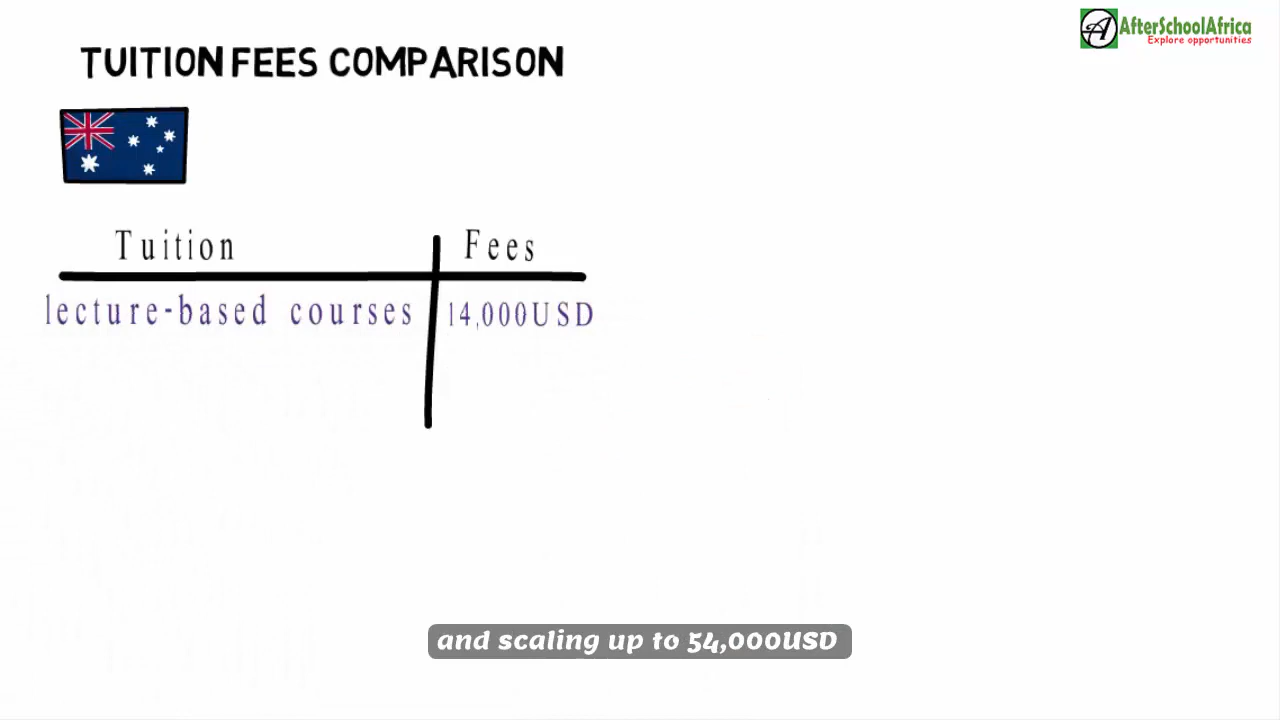 AfterSchoolAfrica
Explore opportunities
TUITION FEES COMPARISON
Tuition Fees
lecture-based courses 14,000USD
and scaling up to 54,000USD